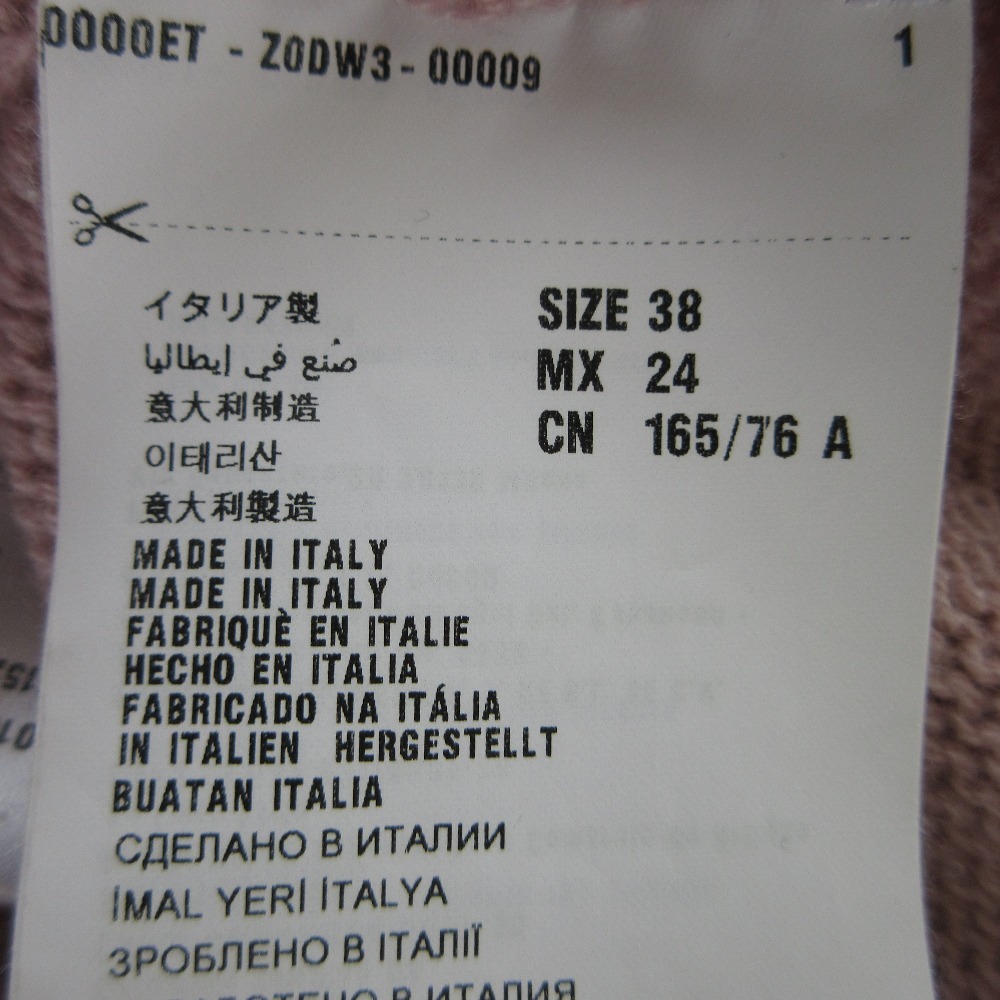 0000ET - Z0DW3 - 00009 1
イタリア製
صُنع في إيطاليا
意大利制造
이태리산
意大利製造
SIZE 38
MX 24
CN 165/76 A
MADE IN ITALY
MADE IN ITALY
FABRIQUÈ EN ITALIE
HECHO EN ITALIA
FABRICADO NA ITÁLIA
IN ITALIEN HERGESTELLT
BUATAN ITALIA
СДЕЛАНО В ИТАЛИИ
İMAL YERİ İTALYA
ЗРОБЛЕНО В ІТАЛІЇ
В ИТАЛИЯ